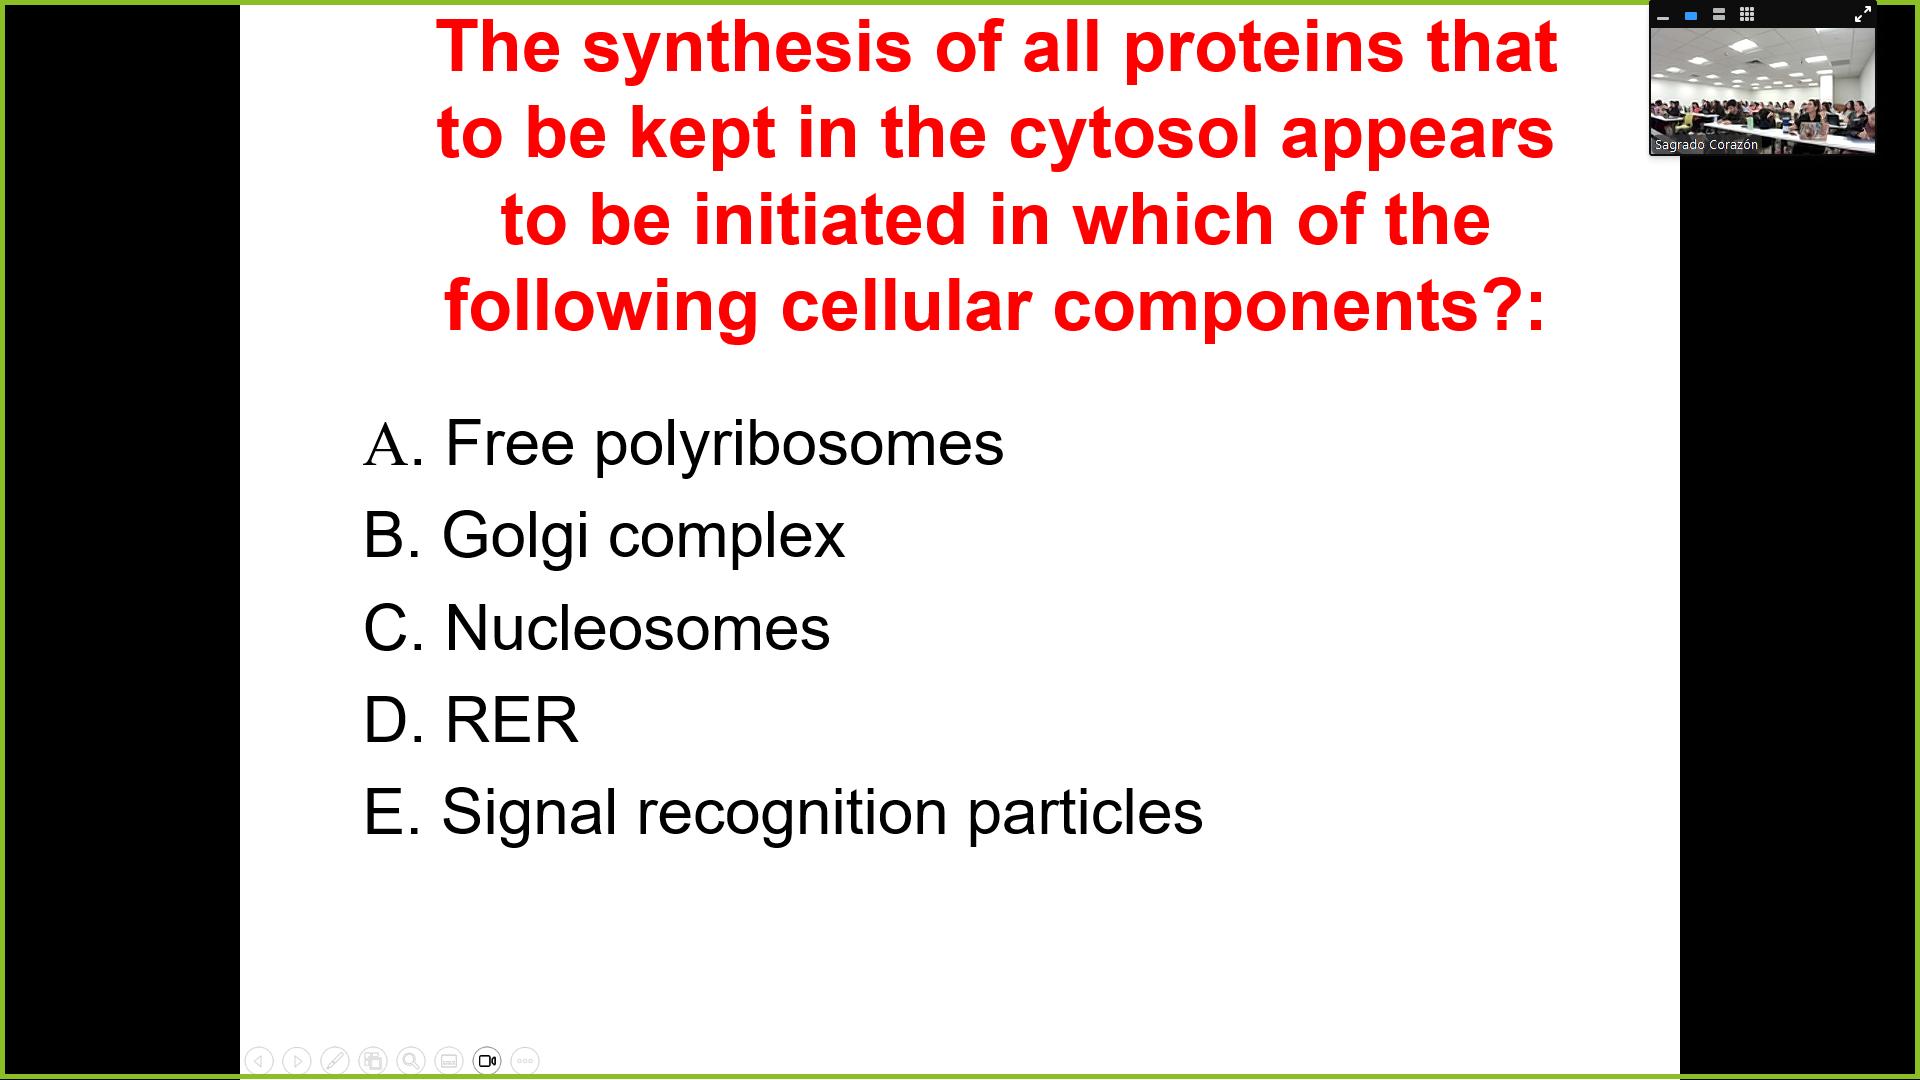 The synthesis of all proteins that
to be kept in the cytosol appears
to be initiated in which of the
following cellular components?:
A. Free polyribosomes
B. Golgi complex
C. Nucleosomes
D. RER
E. Signal recognition particles
Sagrado Corazón